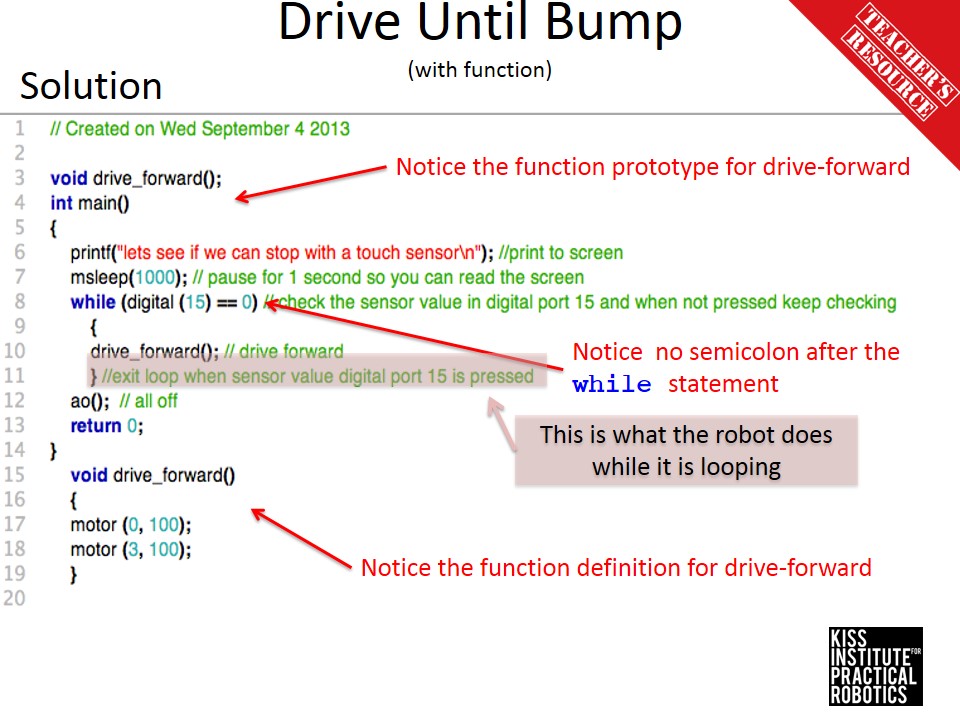 Drive Until Bump
(with function)
TEACHER'S
RESOURCE
Solution
1 // Created on Wed September 4 2013
2
3 void drive_forward();
Notice the function prototype for drive-forward
4 int main()
5 {
6 printf("lets see if we can stop with a touch sensor\n"); //print to screen
7 msleep(1000); // pause for 1 second so you can read the screen
8 while (digital (15) == 0) //check the sensor value in digital port 15 and when not pressed keep checking
9 {
10 drive_forward(); // drive forward
11 } //exit loop when sensor value digital port 15 is pressed
Notice no semicolon after the
while statement
12 ao(); // all off
13 return 0;
This is what the robot does
while it is looping
14 }
15 void drive_forward()
16 {
17 motor (0, 100);
18 motor (3, 100);
19 }
Notice the function definition for drive-forward
20
KISS
INSTITUTE FOR
PRACTICAL
ROBOTICS